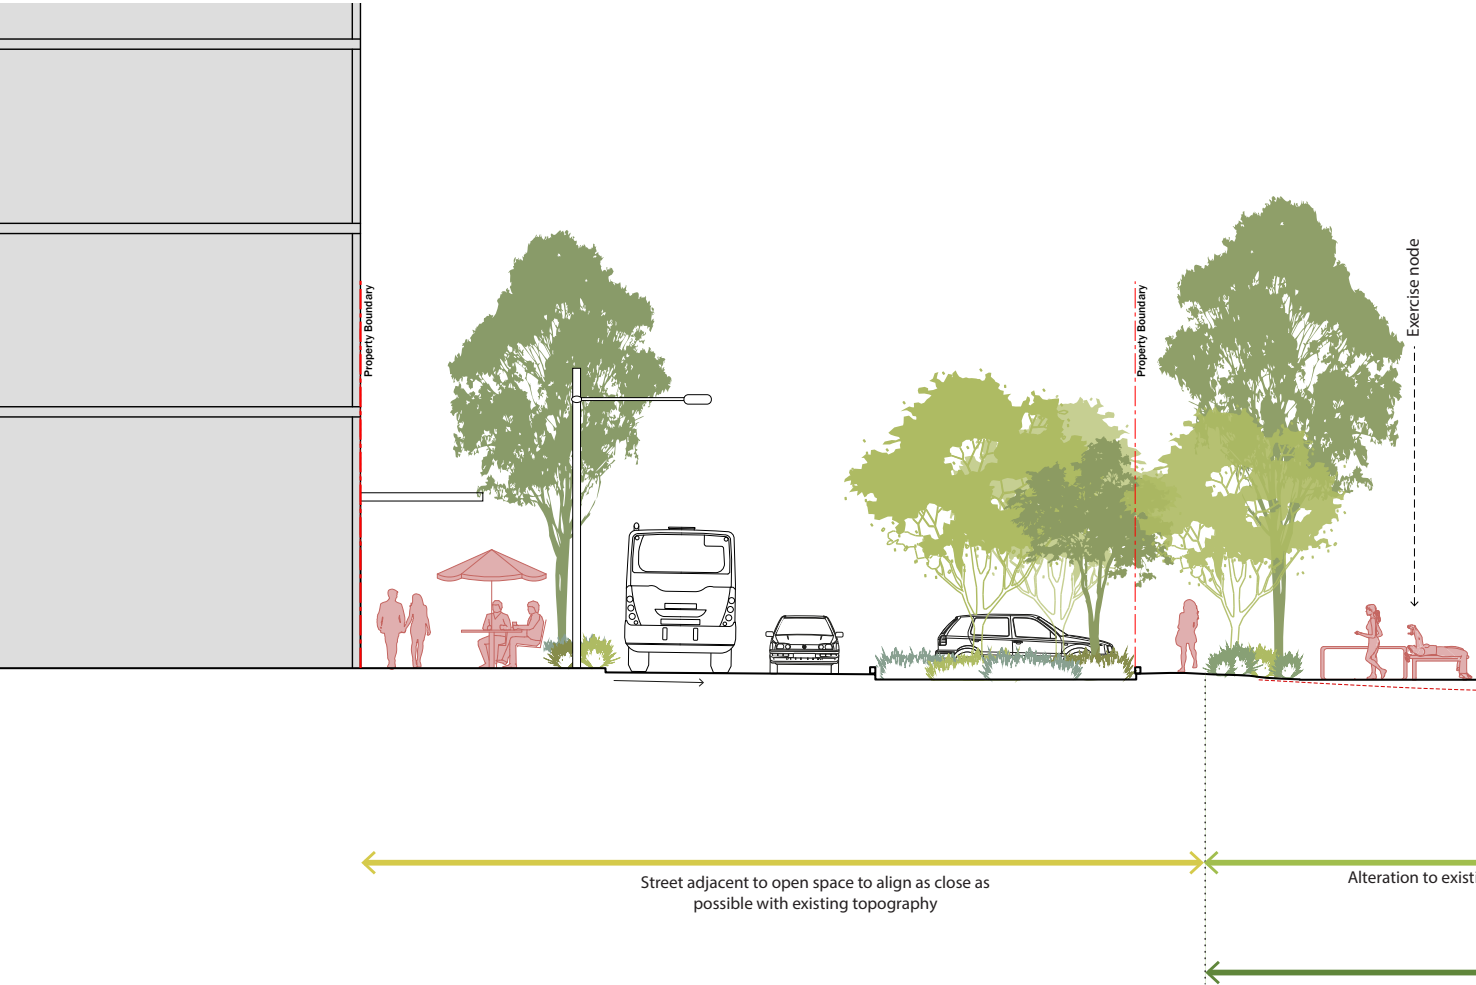 Property Boundary
Property Boundary
Exercise node
Street adjacent to open space to align as close as
possible with existing topography
Alteration to existi